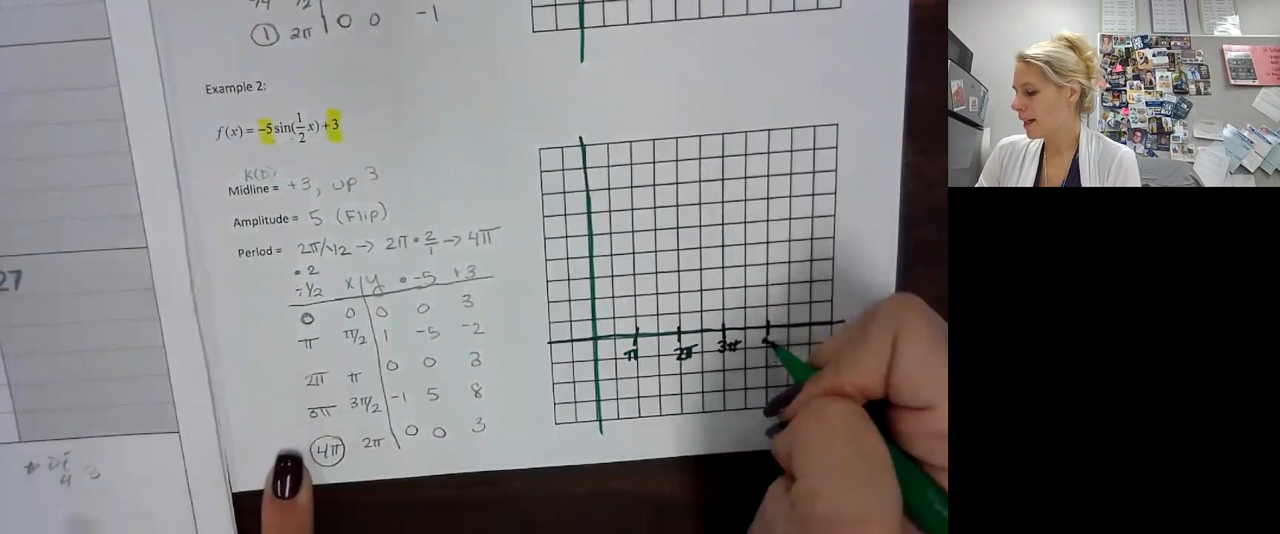 ① 2π 0 0 -1
Example 2:
f(x) = -5sin(1/2 x) + 3
K(D)
Midline = +3, up 3
Amplitude = 5 (Flip)
Period = 2π/1/2 → 2π • 2/1 → 4π
• 2
÷ 1/2 x y • -5 +3
0 0 0 0 3
π π/2 1 -5 -2
2π π 0 0 3
3π 3π/2 -1 5 8
4π 2π 0 0 3
π 2π 3π
27